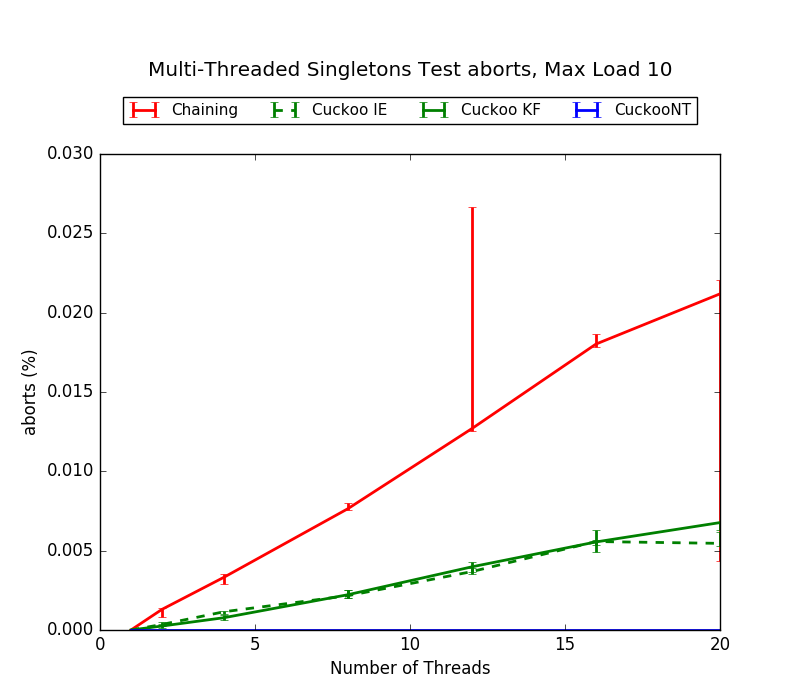 Multi-Threaded Singletons Test aborts, Max Load 10
Chaining Cuckoo IE Cuckoo KF CuckooNT
0.030
0.025
0.020
0.015
0.010
0.005
0.000
aborts (%)
0 5 10 15 20
Number of Threads